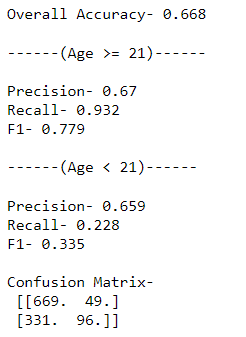 Overall Accuracy- 0.668
------(Age >= 21)------
Precision- 0.67
Recall- 0.932
F1- 0.779
------(Age < 21)------
Precision- 0.659
Recall- 0.228
F1- 0.335
Confusion Matrix-
[[669. 49.]
[331. 96.]]